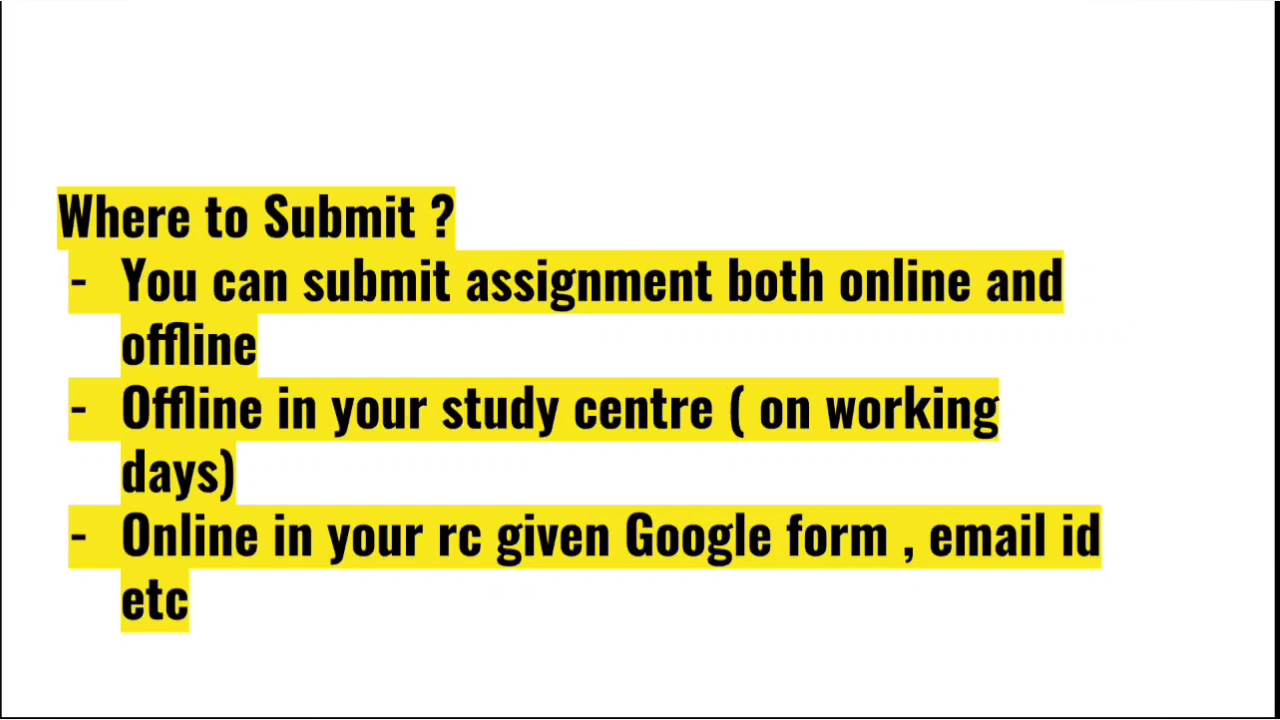 Where to Submit ?
- You can submit assignment both online and
offline
- Offline in your study centre ( on working
days)
- Online in your rc given Google form , email id
etc